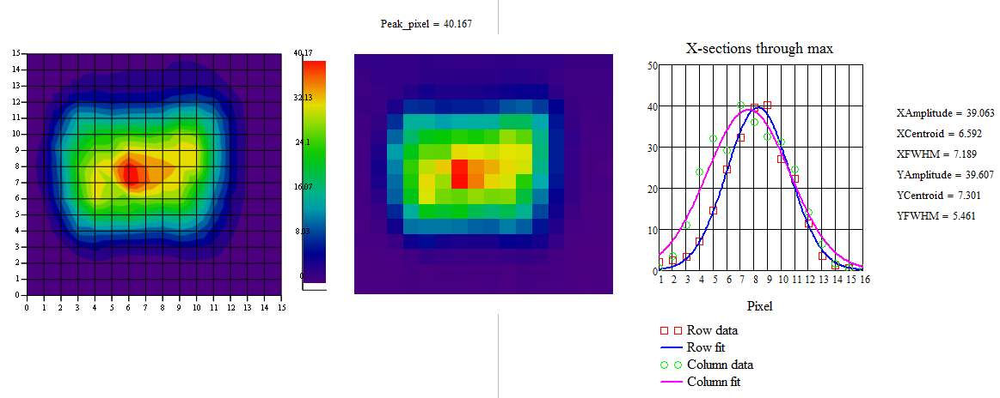 Peak_pixel = 40.167
X-sections through max
15
14
13
12
11
10
9
8
7
6
5
4
3
2
1
0
0 1 2 3 4 5 6 7 8 9 10 11 12 13 14 15
40.17
32.13
24.1
16.07
8.03
0
50
40
30
20
10
0
1 2 3 4 5 6 7 8 9 10 11 12 13 14 15 16
Pixel
Row data
Row fit
Column data
Column fit
XAmplitude = 39.063
XCentroid = 6.592
XFWHM = 7.189
YAmplitude = 39.607
YCentroid = 7.301
YFWHM = 5.461